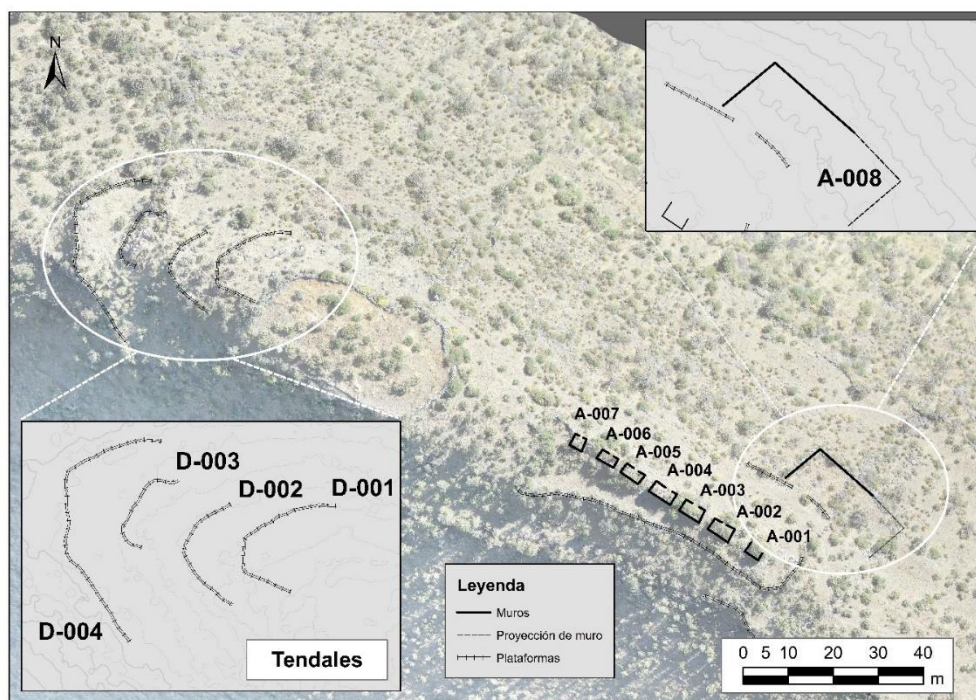 N
A-008
A-007
A-006
A-005
A-004
A-003
A-002
A-001
D-003
D-002
D-001
D-004
Tendales
Leyenda
Muros
Proyección de muro
Plataformas
0 5 10 20 30 40
m